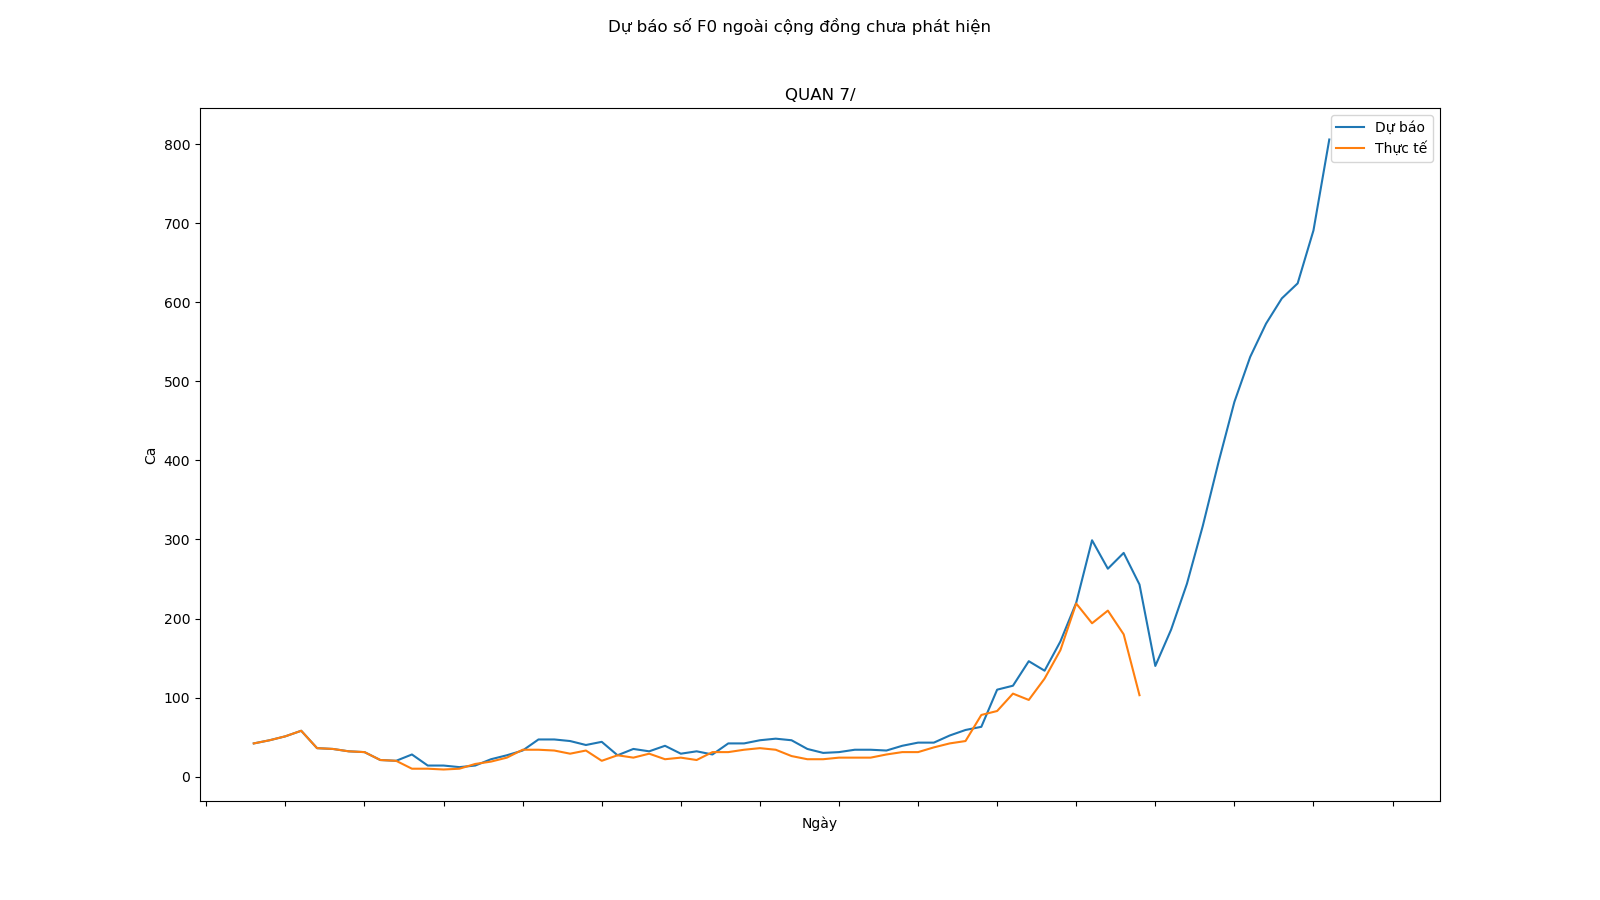 Dự báo số F0 ngoài cộng đồng chưa phát hiện
QUAN 7/
Dự báo
Thực tế
800
700
600
500
400
300
200
100
0
Ca
Ngày